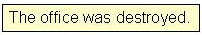 The office was destroyed.